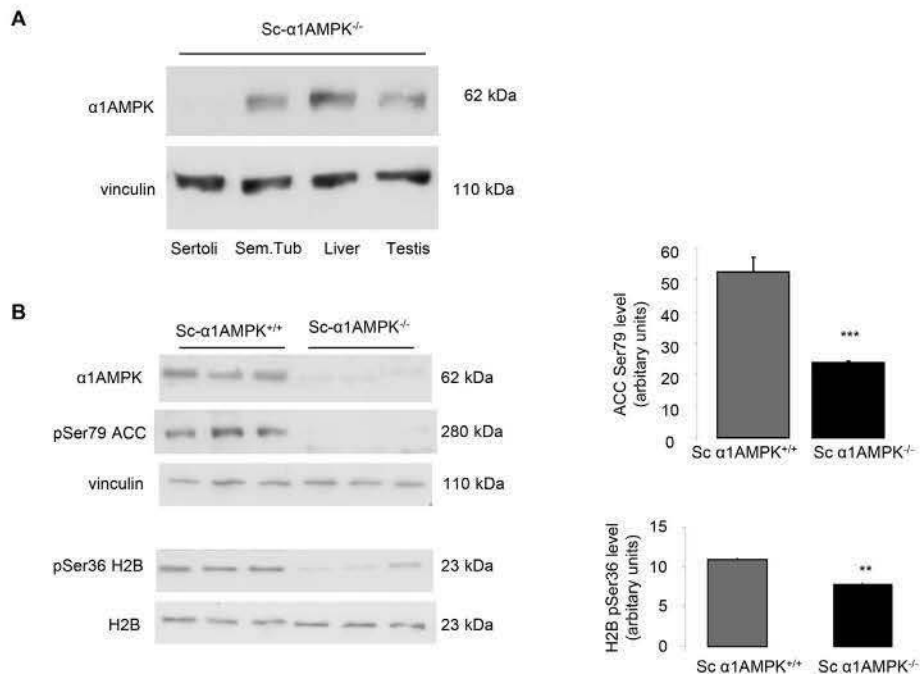 A
Sc-α1AMPK-/-
α1AMPK
62 kDa
vinculin
110 kDa
Sertoli Sem.Tub Liver Testis
B
Sc-α1AMPK+/+ Sc-α1AMPK-/-
α1AMPK
62 kDa
pSer79 ACC
280 kDa
vinculin
110 kDa
pSer36 H2B
23 kDa
H2B
23 kDa
ACC Ser79 level
(arbitary units)
60
50
40
30
20
10
0
***
Sc α1AMPK+/+ Sc α1AMPK-/-
H2B pSer36 level
(arbitary units)
15
10
5
0
**
Sc α1AMPK+/+ Sc α1AMPK-/-